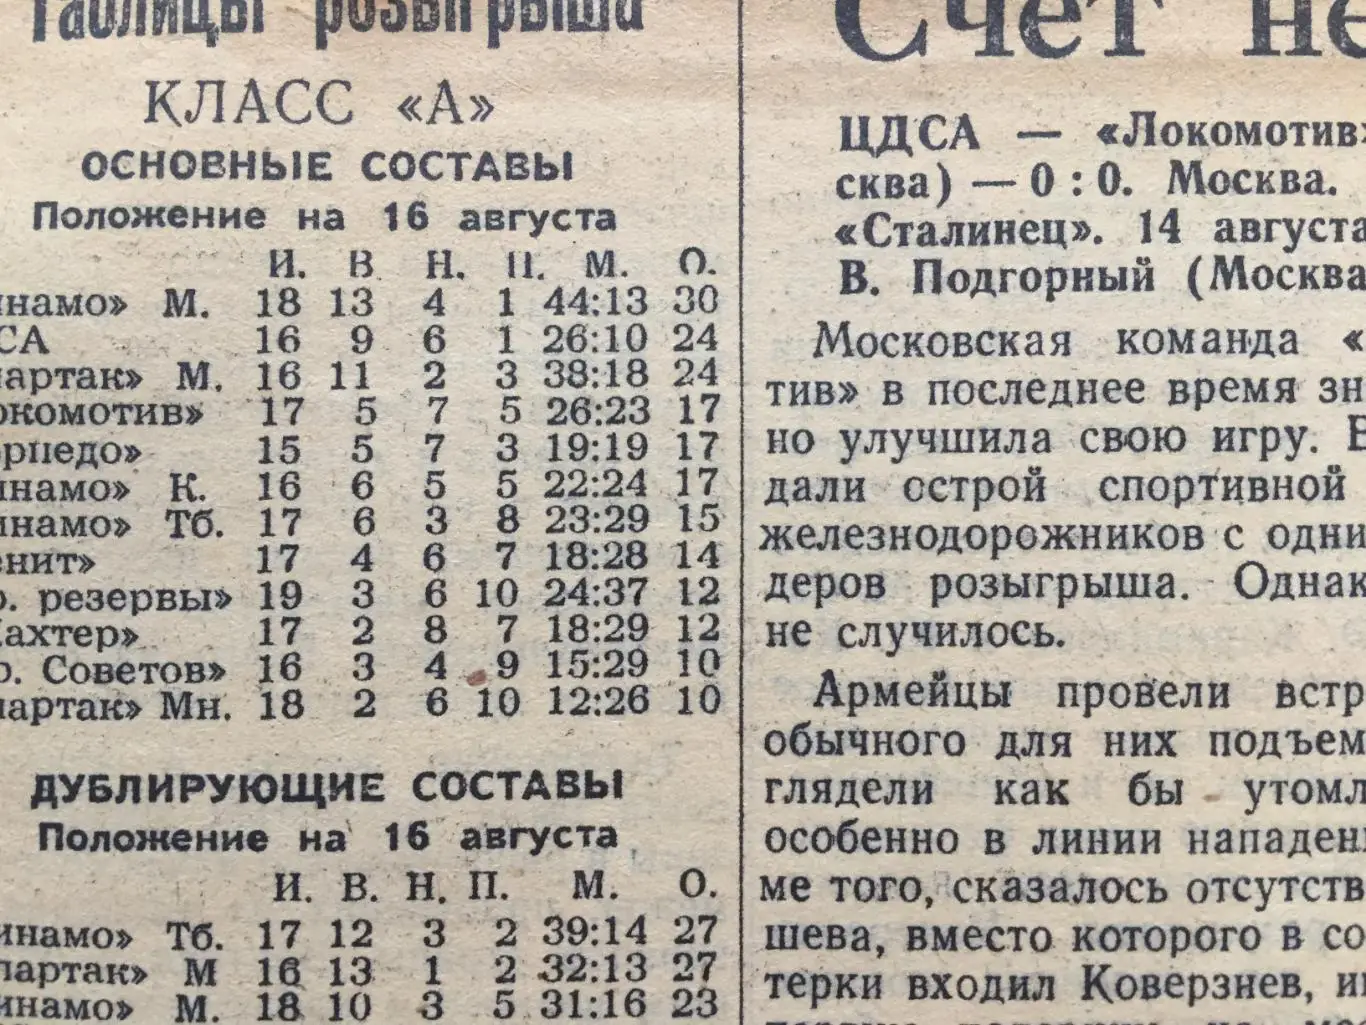 Таблицы розыгрыша
КЛАСС «А»
ОСНОВНЫЕ СОСТАВЫ
Положение на 16 августа
И. В. Н. П. М. О.
инамо» М. 18 13 4 1 44:13 30
СА 16 9 6 1 26:10 24
партак» М. 16 11 2 3 38:18 24
окомотив» 17 5 7 5 26:23 17
орпедо» 15 5 7 3 19:19 17
инамо» К. 16 6 5 5 22:24 17
инамо» Тб. 17 6 3 8 23:29 15
енит» 17 4 6 7 18:28 14
р. резервы» 19 3 6 10 24:37 12
ахтер» 17 2 8 7 18:29 12
р. Советов» 16 3 4 9 15:29 10
партак» Мн. 18 2 6 10 12:26 10
ДУБЛИРУЮЩИЕ СОСТАВЫ
Положение на 16 августа
И. В. Н. П. М. О.
инамо» Тб. 17 12 3 2 39:14 27
партак» М 16 13 1 2 32:13 27
инамо» М. 18 10 3 5 31:16 23
Счет не
ЦДСА — «Локомотив»
сква) — 0 : 0. Москва.
«Сталинец». 14 августа
В. Подгорный (Москва
Московская команда «
тив» в последнее время зн
но улучшила свою игру. В
дали острой спортивной
железнодорожников с одни
деров розыгрыша. Однак
не случилось.
Армейцы провели встр
обычного для них подъем
глядели как бы утомл
особенно в линии нападен
ме того, сказалось отсутств
шева, вместо которого в со
терки входил Коверзнев, и